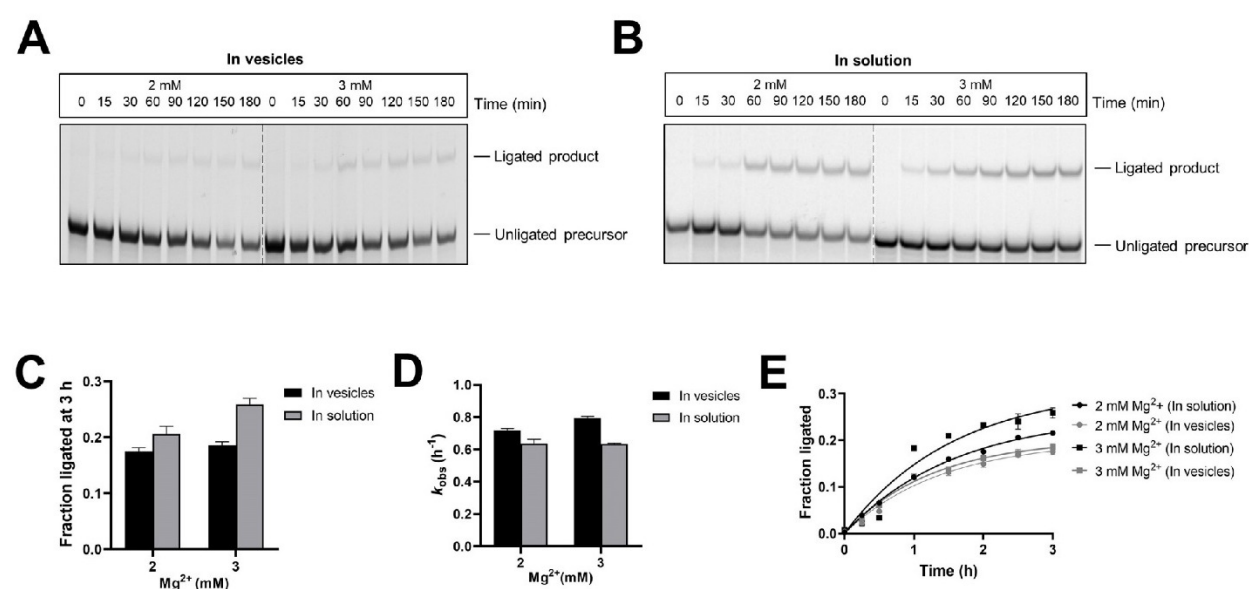 A
In vesicles
2 mM 3 mM
0 15 30 60 90 120 150 180 0 15 30 60 90 120 150 180 Time (min)
Ligated product
Unligated precursor
B
In solution
2 mM 3 mM
0 15 30 60 90 120 150 180 0 15 30 60 90 120 150 180 Time (min)
Ligated product
Unligated precursor
C
Fraction ligated at 3 h
0.3
0.2
0.1
0.0
2 3
Mg²⁺ (mM)
In vesicles
In solution
D
k_obs (h⁻¹)
1.0
0.8
0.6
0.4
0.2
0.0
2 3
Mg²⁺(mM)
In vesicles
In solution
E
Fraction ligated
0.3
0.2
0.1
0.0
0 1 2 3
Time (h)
2 mM Mg²⁺ (In solution)
2 mM Mg²⁺ (In vesicles)
3 mM Mg²⁺ (In solution)
3 mM Mg²⁺ (In vesicles)